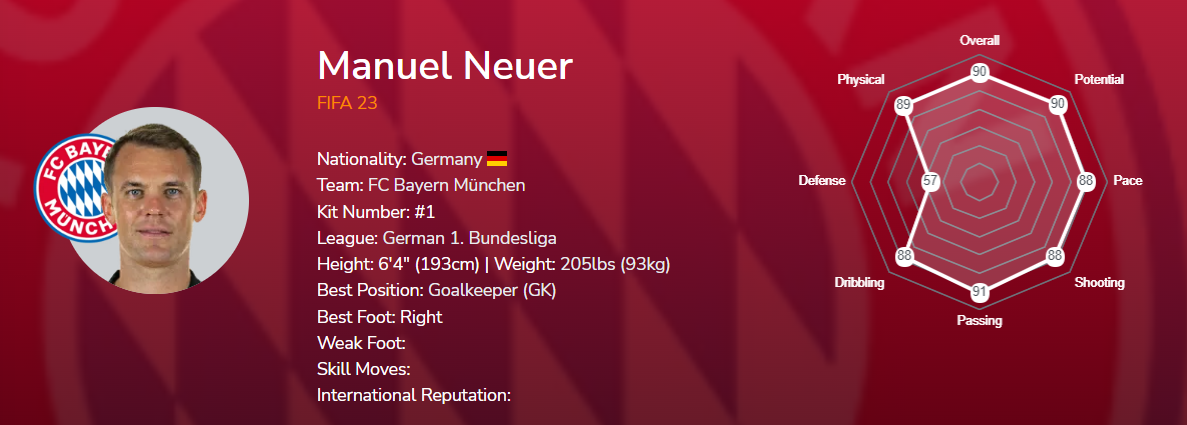 Manuel Neuer
FIFA 23
Nationality: Germany
Team: FC Bayern München
Kit Number: #1
League: German 1. Bundesliga
Height: 6'4" (193cm) | Weight: 205lbs (93kg)
Best Position: Goalkeeper (GK)
Best Foot: Right
Weak Foot:
Skill Moves:
International Reputation:
FC BAYE
MÜNCH
Overall
90
Potential
90
Pace
88
Shooting
88
Passing
91
Dribbling
88
Defense
57
Physical
89